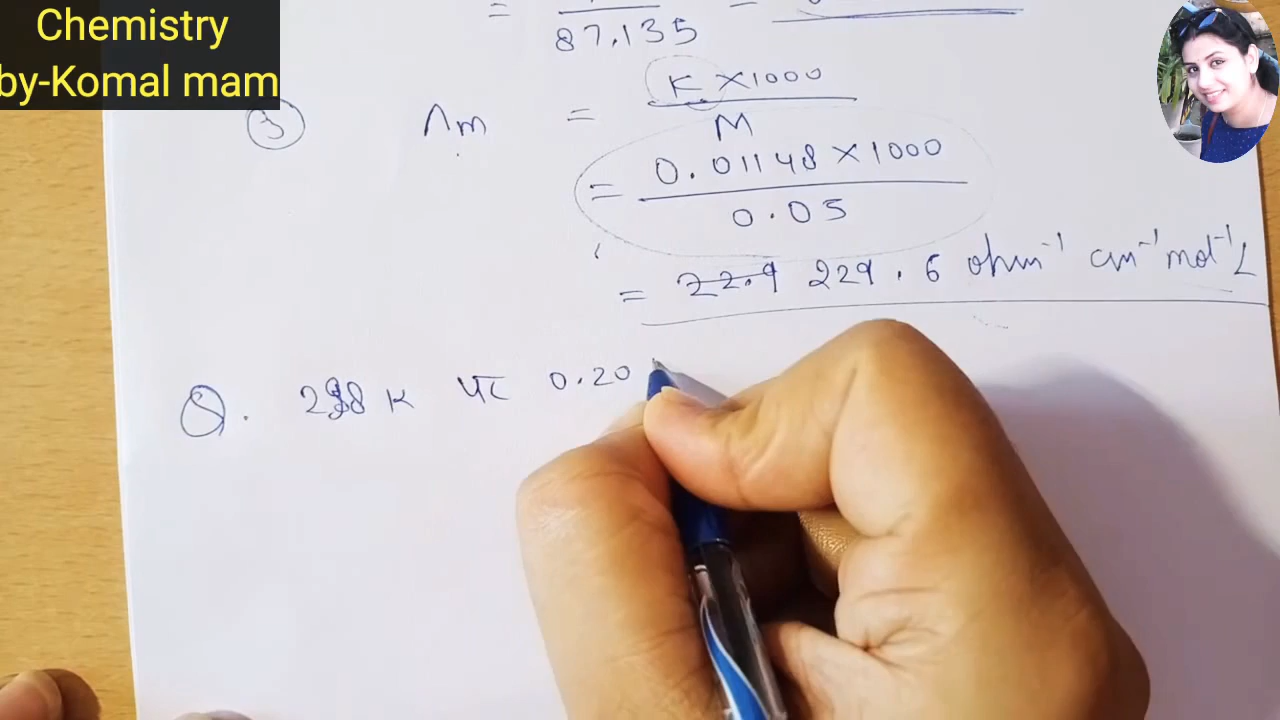 Chemistry
by-Komal mam
=
87.135
=
③ Λm = K × 1000
M
= 0.01148 × 1000
0.05
= 22.9 229.6 ohm⁻¹ cm⁻¹ mol⁻¹ L
Q. 298 K पर 0.20